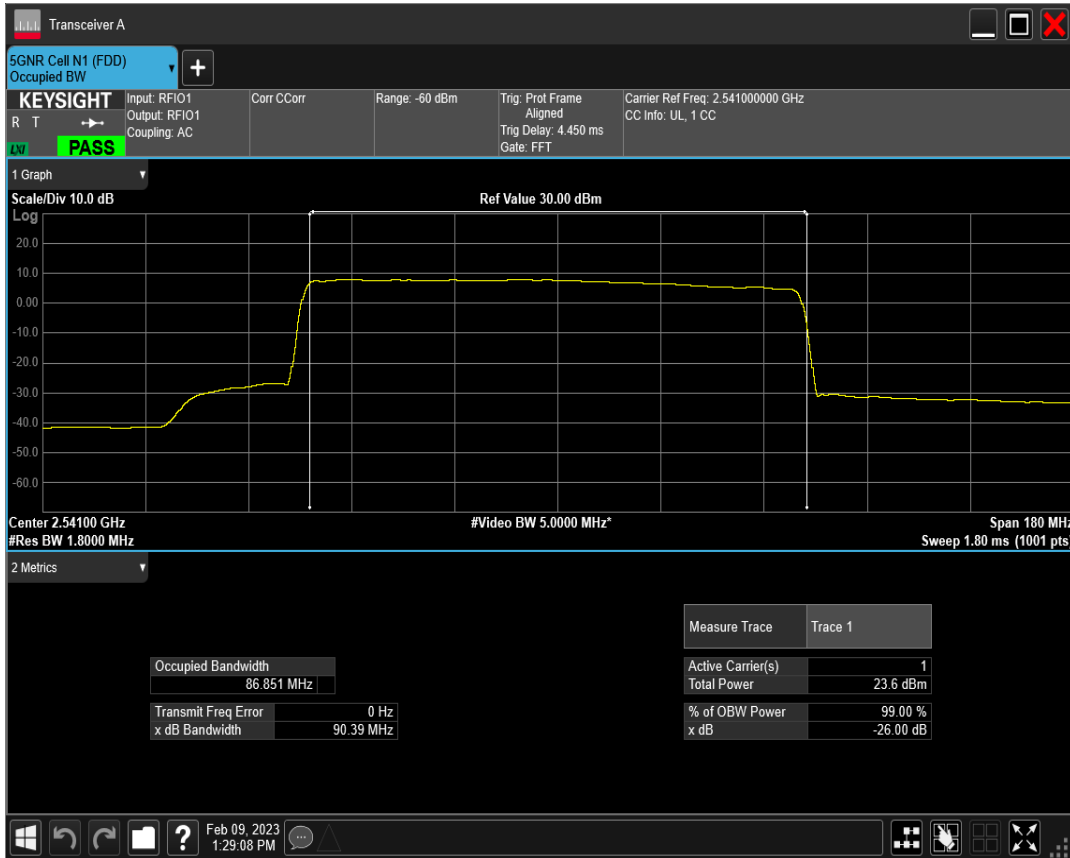 Transceiver A
5GNR Cell N1 (FDD)
Occupied BW
+
KEYSIGHT
R T
LXI
PASS
Input: RFIO1
Output: RFIO1
Coupling: AC
Corr CCorr
Range: -60 dBm
Trig: Prot Frame
Aligned
Trig Delay: 4.450 ms
Gate: FFT
Carrier Ref Freq: 2.541000000 GHz
CC Info: UL, 1 CC
1 Graph
Scale/Div 10.0 dB
Ref Value 30.00 dBm
Log
20.0
10.0
0.00
-10.0
-20.0
-30.0
-40.0
-50.0
-60.0
Center 2.54100 GHz
#Video BW 5.0000 MHz*
Span 180 MHz
#Res BW 1.8000 MHz
Sweep 1.80 ms (1001 pts)
2 Metrics
Measure Trace Trace 1
Occupied Bandwidth
86.851 MHz
Active Carrier(s) 1
Total Power 23.6 dBm
Transmit Freq Error 0 Hz
x dB Bandwidth 90.39 MHz
% of OBW Power 99.00 %
x dB -26.00 dB
?
Feb 09, 2023
1:29:08 PM